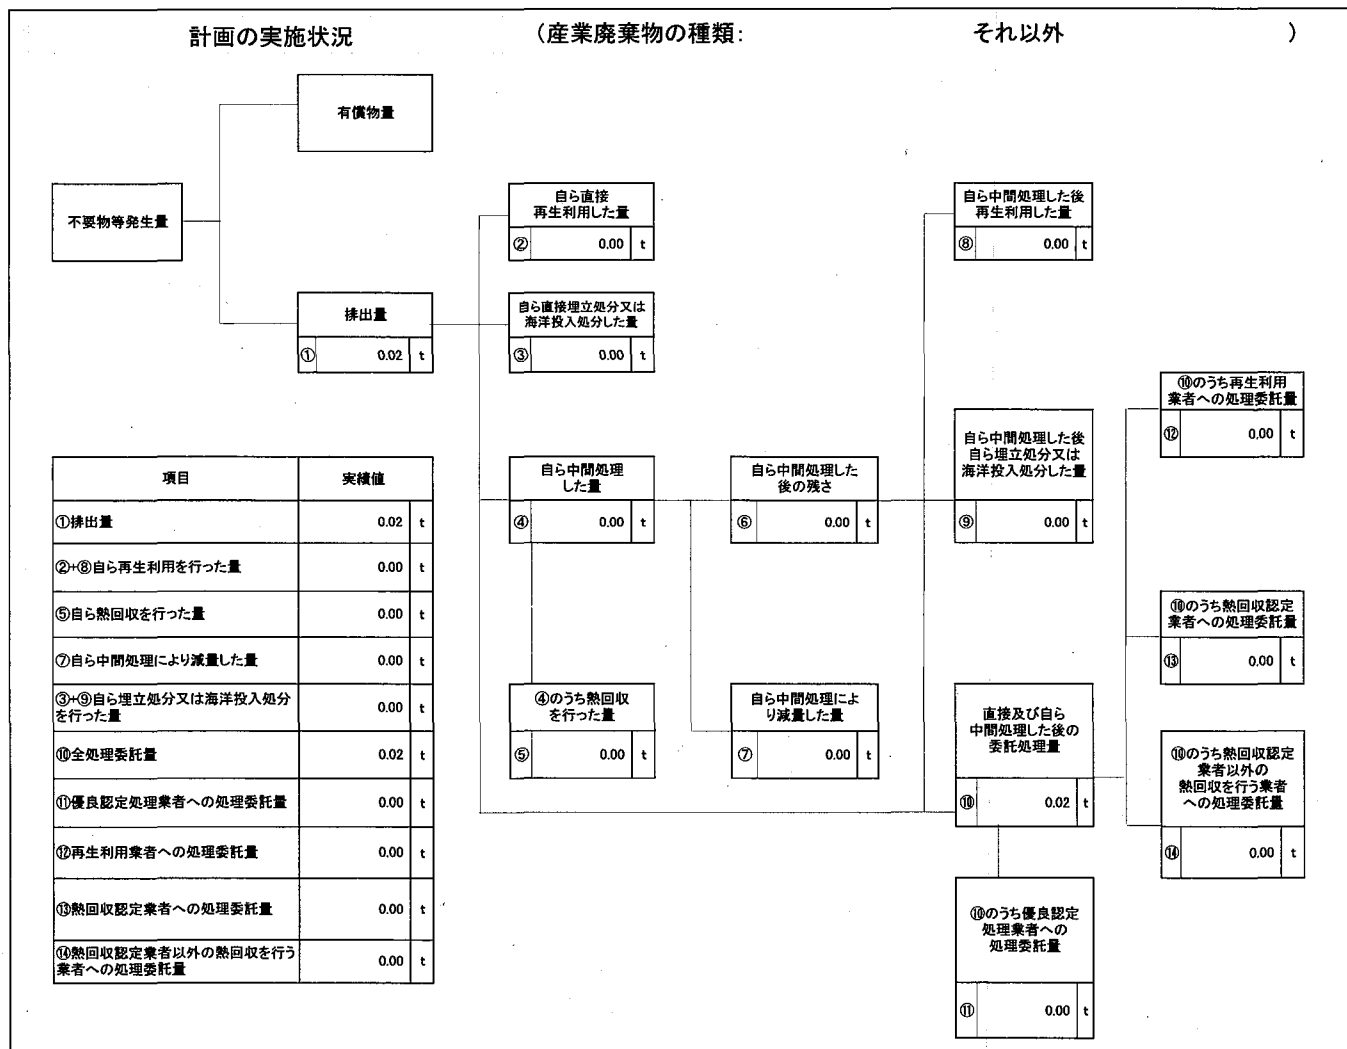 計画の実施状況 (産業廃棄物の種類: それ以外 )
有償物量
不要物等発生量
排出量
① 0.02 t
自ら直接
再生利用した量
② 0.00 t
自ら直接埋立処分又は
海洋投入処分した量
③ 0.00 t
自ら中間処理
した量
④ 0.00 t
④のうち熱回収
を行った量
⑤ 0.00 t
自ら中間処理した
後の残さ
⑥ 0.00 t
自ら中間処理によ
り減量した量
⑦ 0.00 t
自ら中間処理した後
再生利用した量
⑧ 0.00 t
自ら中間処理した後
自ら埋立処分又は
海洋投入処分した量
⑨ 0.00 t
直接及び自ら
中間処理した後の
委託処理量
⑩ 0.02 t
⑩のうち優良認定
処理業者への
処理委託量
⑪ 0.00 t
⑩のうち再生利用
業者への処理委託量
⑫ 0.00 t
⑩のうち熱回収認定
業者への処理委託量
⑬ 0.00 t
⑩のうち熱回収認定
業者以外の
熱回収を行う業者
への処理委託量
⑭ 0.00 t
項目 実績値
①排出量 0.02 t
②+⑧自ら再生利用を行った量 0.00 t
⑤自ら熱回収を行った量 0.00 t
⑦自ら中間処理により減量した量 0.00 t
③+⑨自ら埋立処分又は海洋投入処分
を行った量 0.00 t
⑩全処理委託量 0.02 t
⑪優良認定処理業者への処理委託量 0.00 t
⑫再生利用業者への処理委託量 0.00 t
⑬熱回収認定業者への処理委託量 0.00 t
⑭熱回収認定業者以外の熱回収を行う
業者への処理委託量 0.00 t